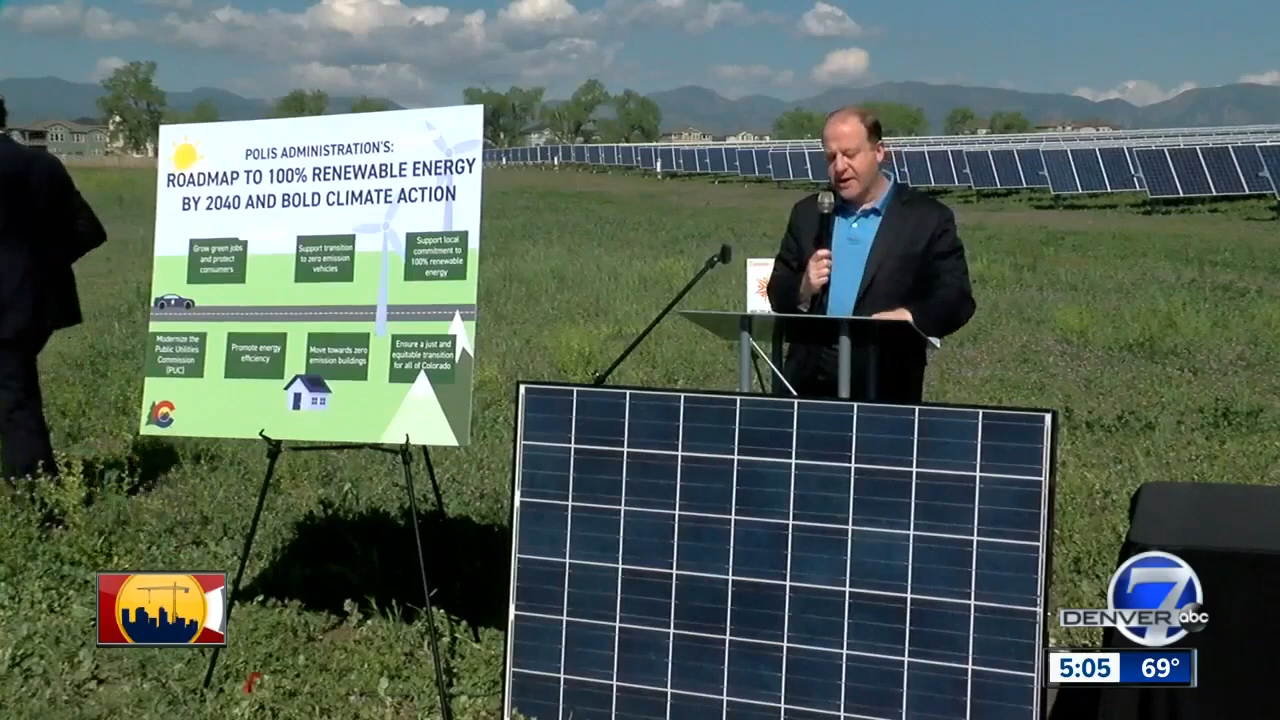 POLIS ADMINISTRATION'S:
ROADMAP TO 100% RENEWABLE ENERGY
BY 2040 AND BOLD CLIMATE ACTION
Grow green jobs
and protect
consumers
Support transition
to zero emission
vehicles
Support local
commitment to
100% renewable
energy
Modernize the
Public Utilities
Commission
(PUC)
Promote energy
efficiency
Move towards zero
emission buildings
Ensure a just and
equitable transition
for all of Colorado
DENVER 7 abc
5:05 69°